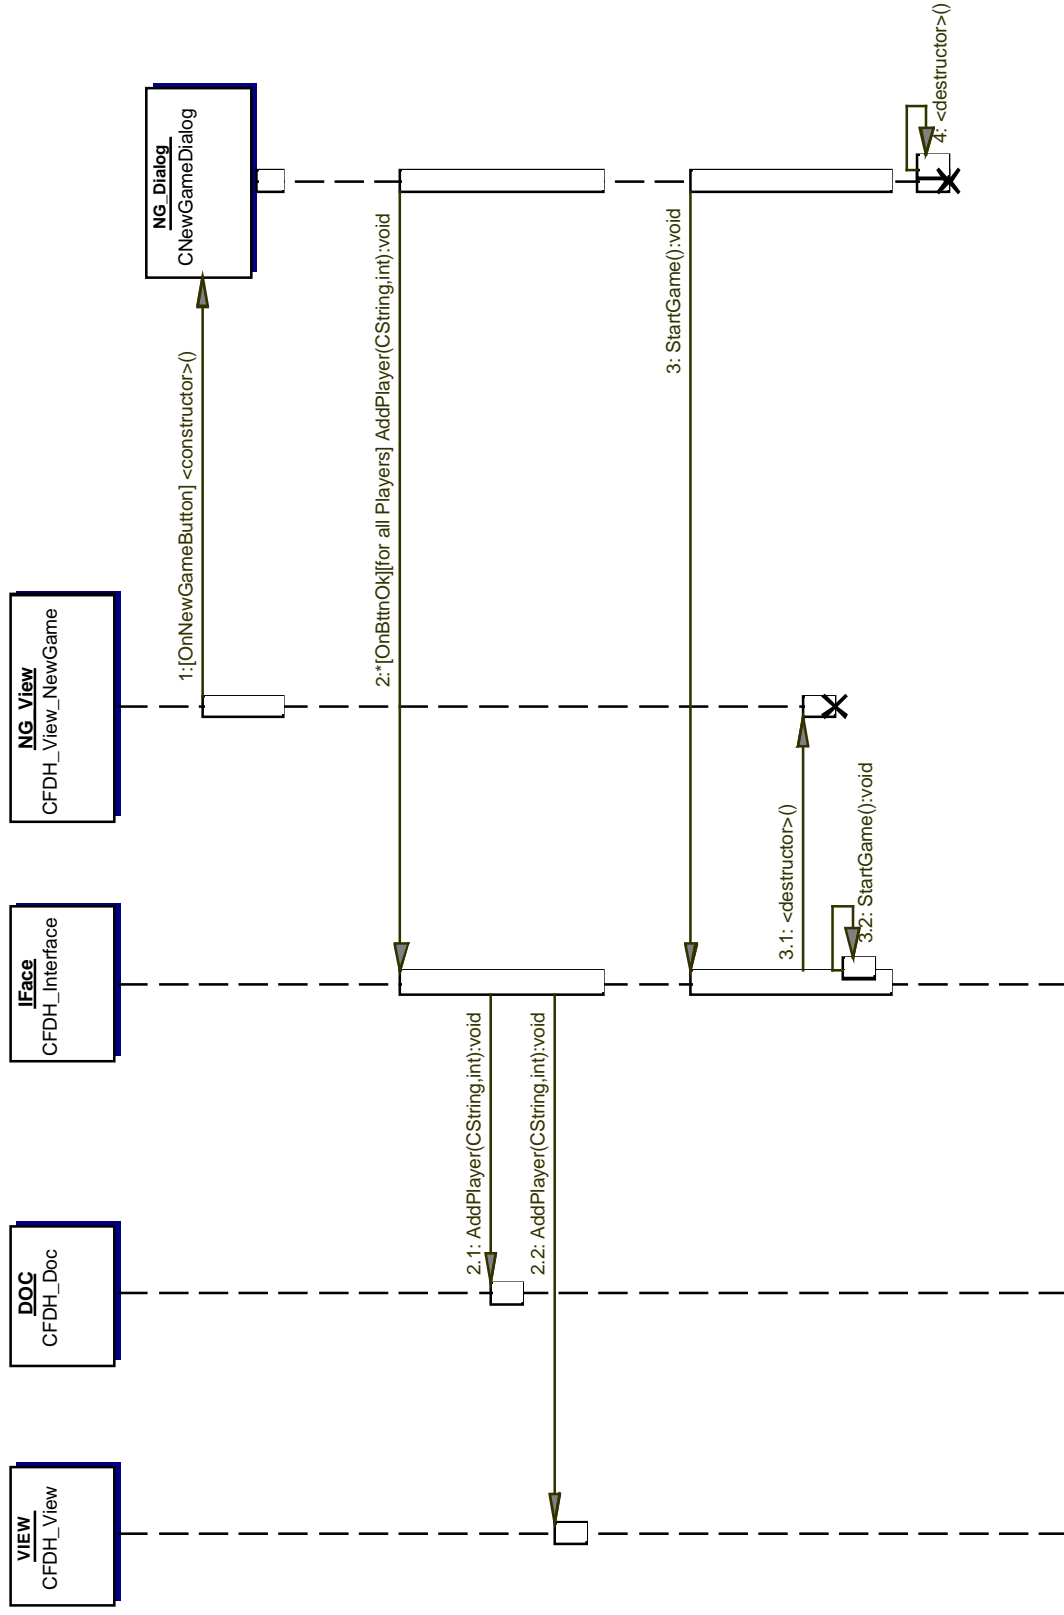 VIEW
CFDH_View
DOC
CFDH_Doc
IFace
CFDH_Interface
NG_View
CFDH_View_NewGame
NG_Dialog
CNewGameDialog
1:[OnNewGameButton] <constructor>()
2:*[OnBttnOk][for all Players] AddPlayer(CString,int):void
2.1: AddPlayer(CString,int):void
2.2: AddPlayer(CString,int):void
3: StartGame():void
3.1: <destructor>()
3.2: StartGame():void
4: <destructor>()